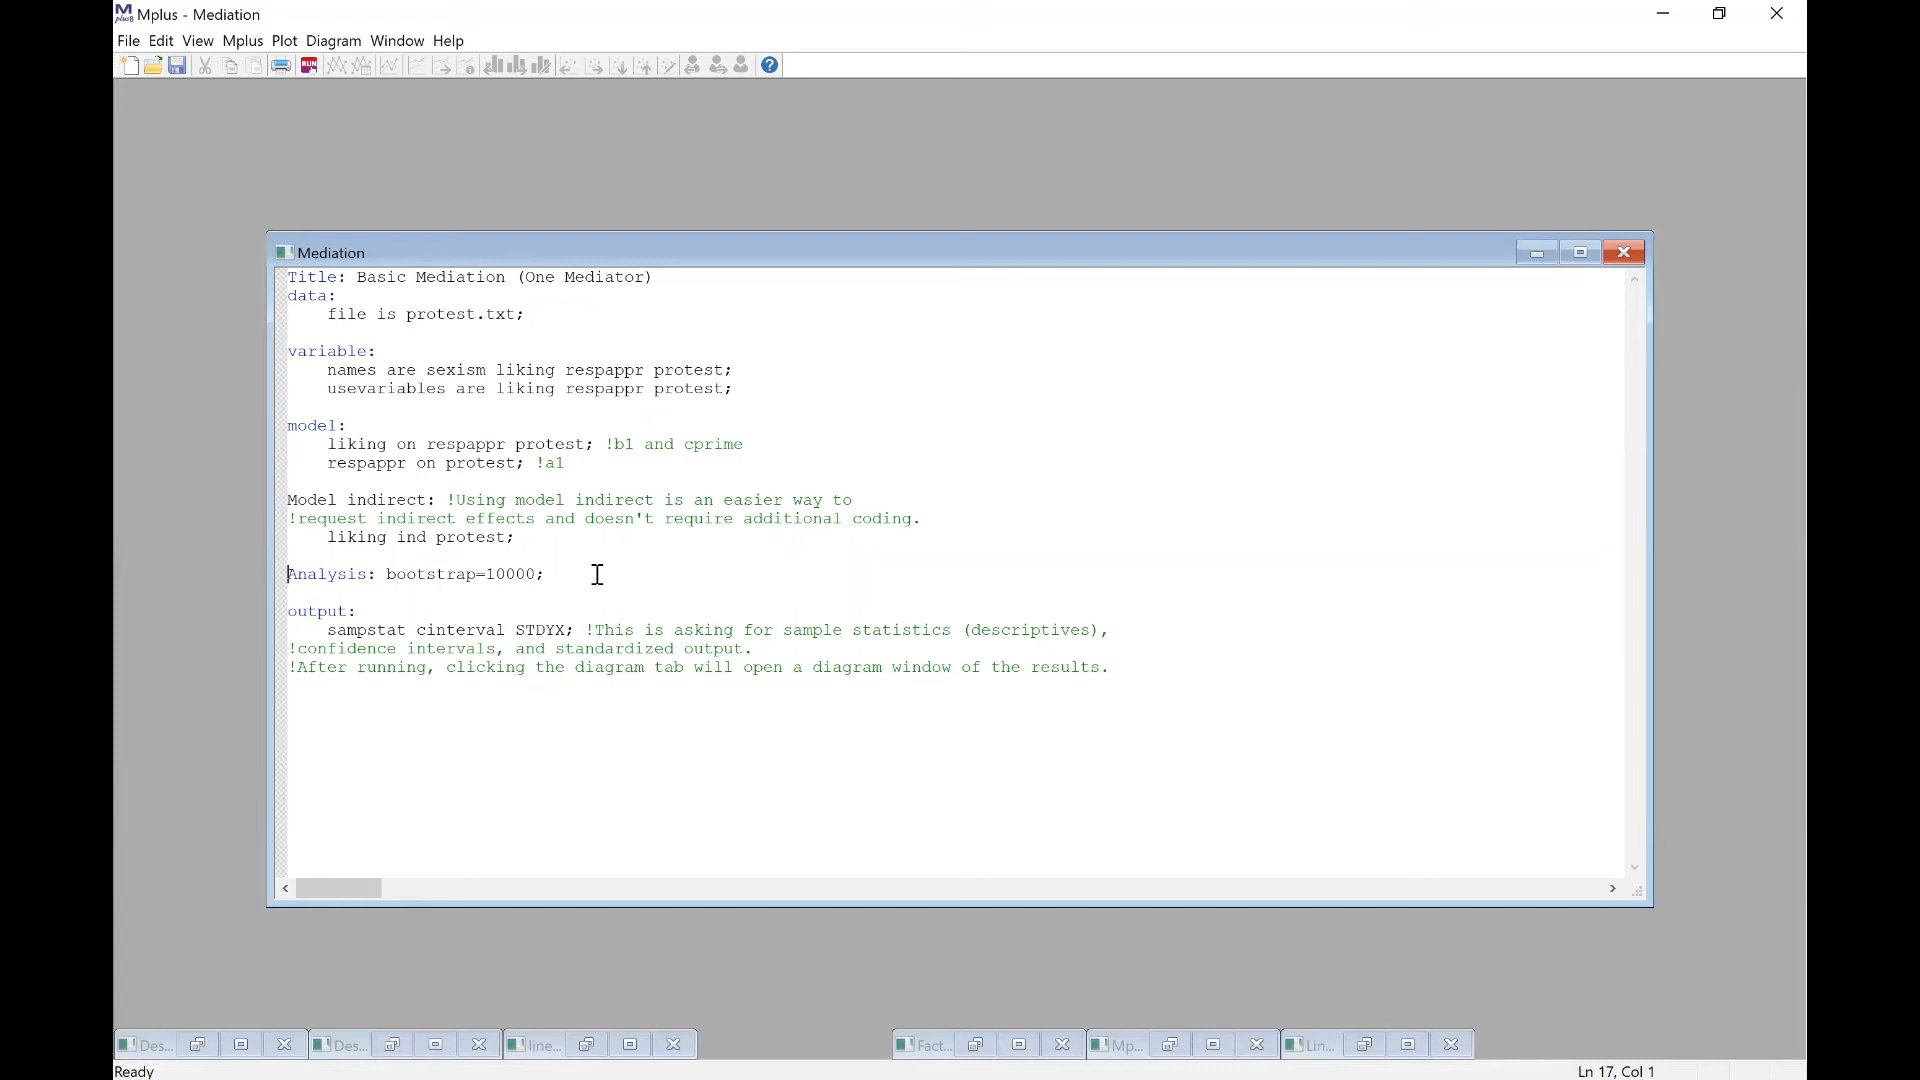 Mplus - Mediation
File Edit View Mplus Plot Diagram Window Help
RUN
Mediation
Title: Basic Mediation (One Mediator)
data:
file is protest.txt;
variable:
names are sexism liking respappr protest;
usevariables are liking respappr protest;
model:
liking on respappr protest; !b1 and cprime
respappr on protest; !a1
Model indirect: !Using model indirect is an easier way to
!request indirect effects and doesn't require additional coding.
liking ind protest;
Analysis: bootstrap=10000;
output:
sampstat cinterval STDYX; !This is asking for sample statistics (descriptives),
!confidence intervals, and standardized output.
!After running, clicking the diagram tab will open a diagram window of the results.
Des... Des... line... Fact... Mp... Lin...
Ready Ln 17, Col 1